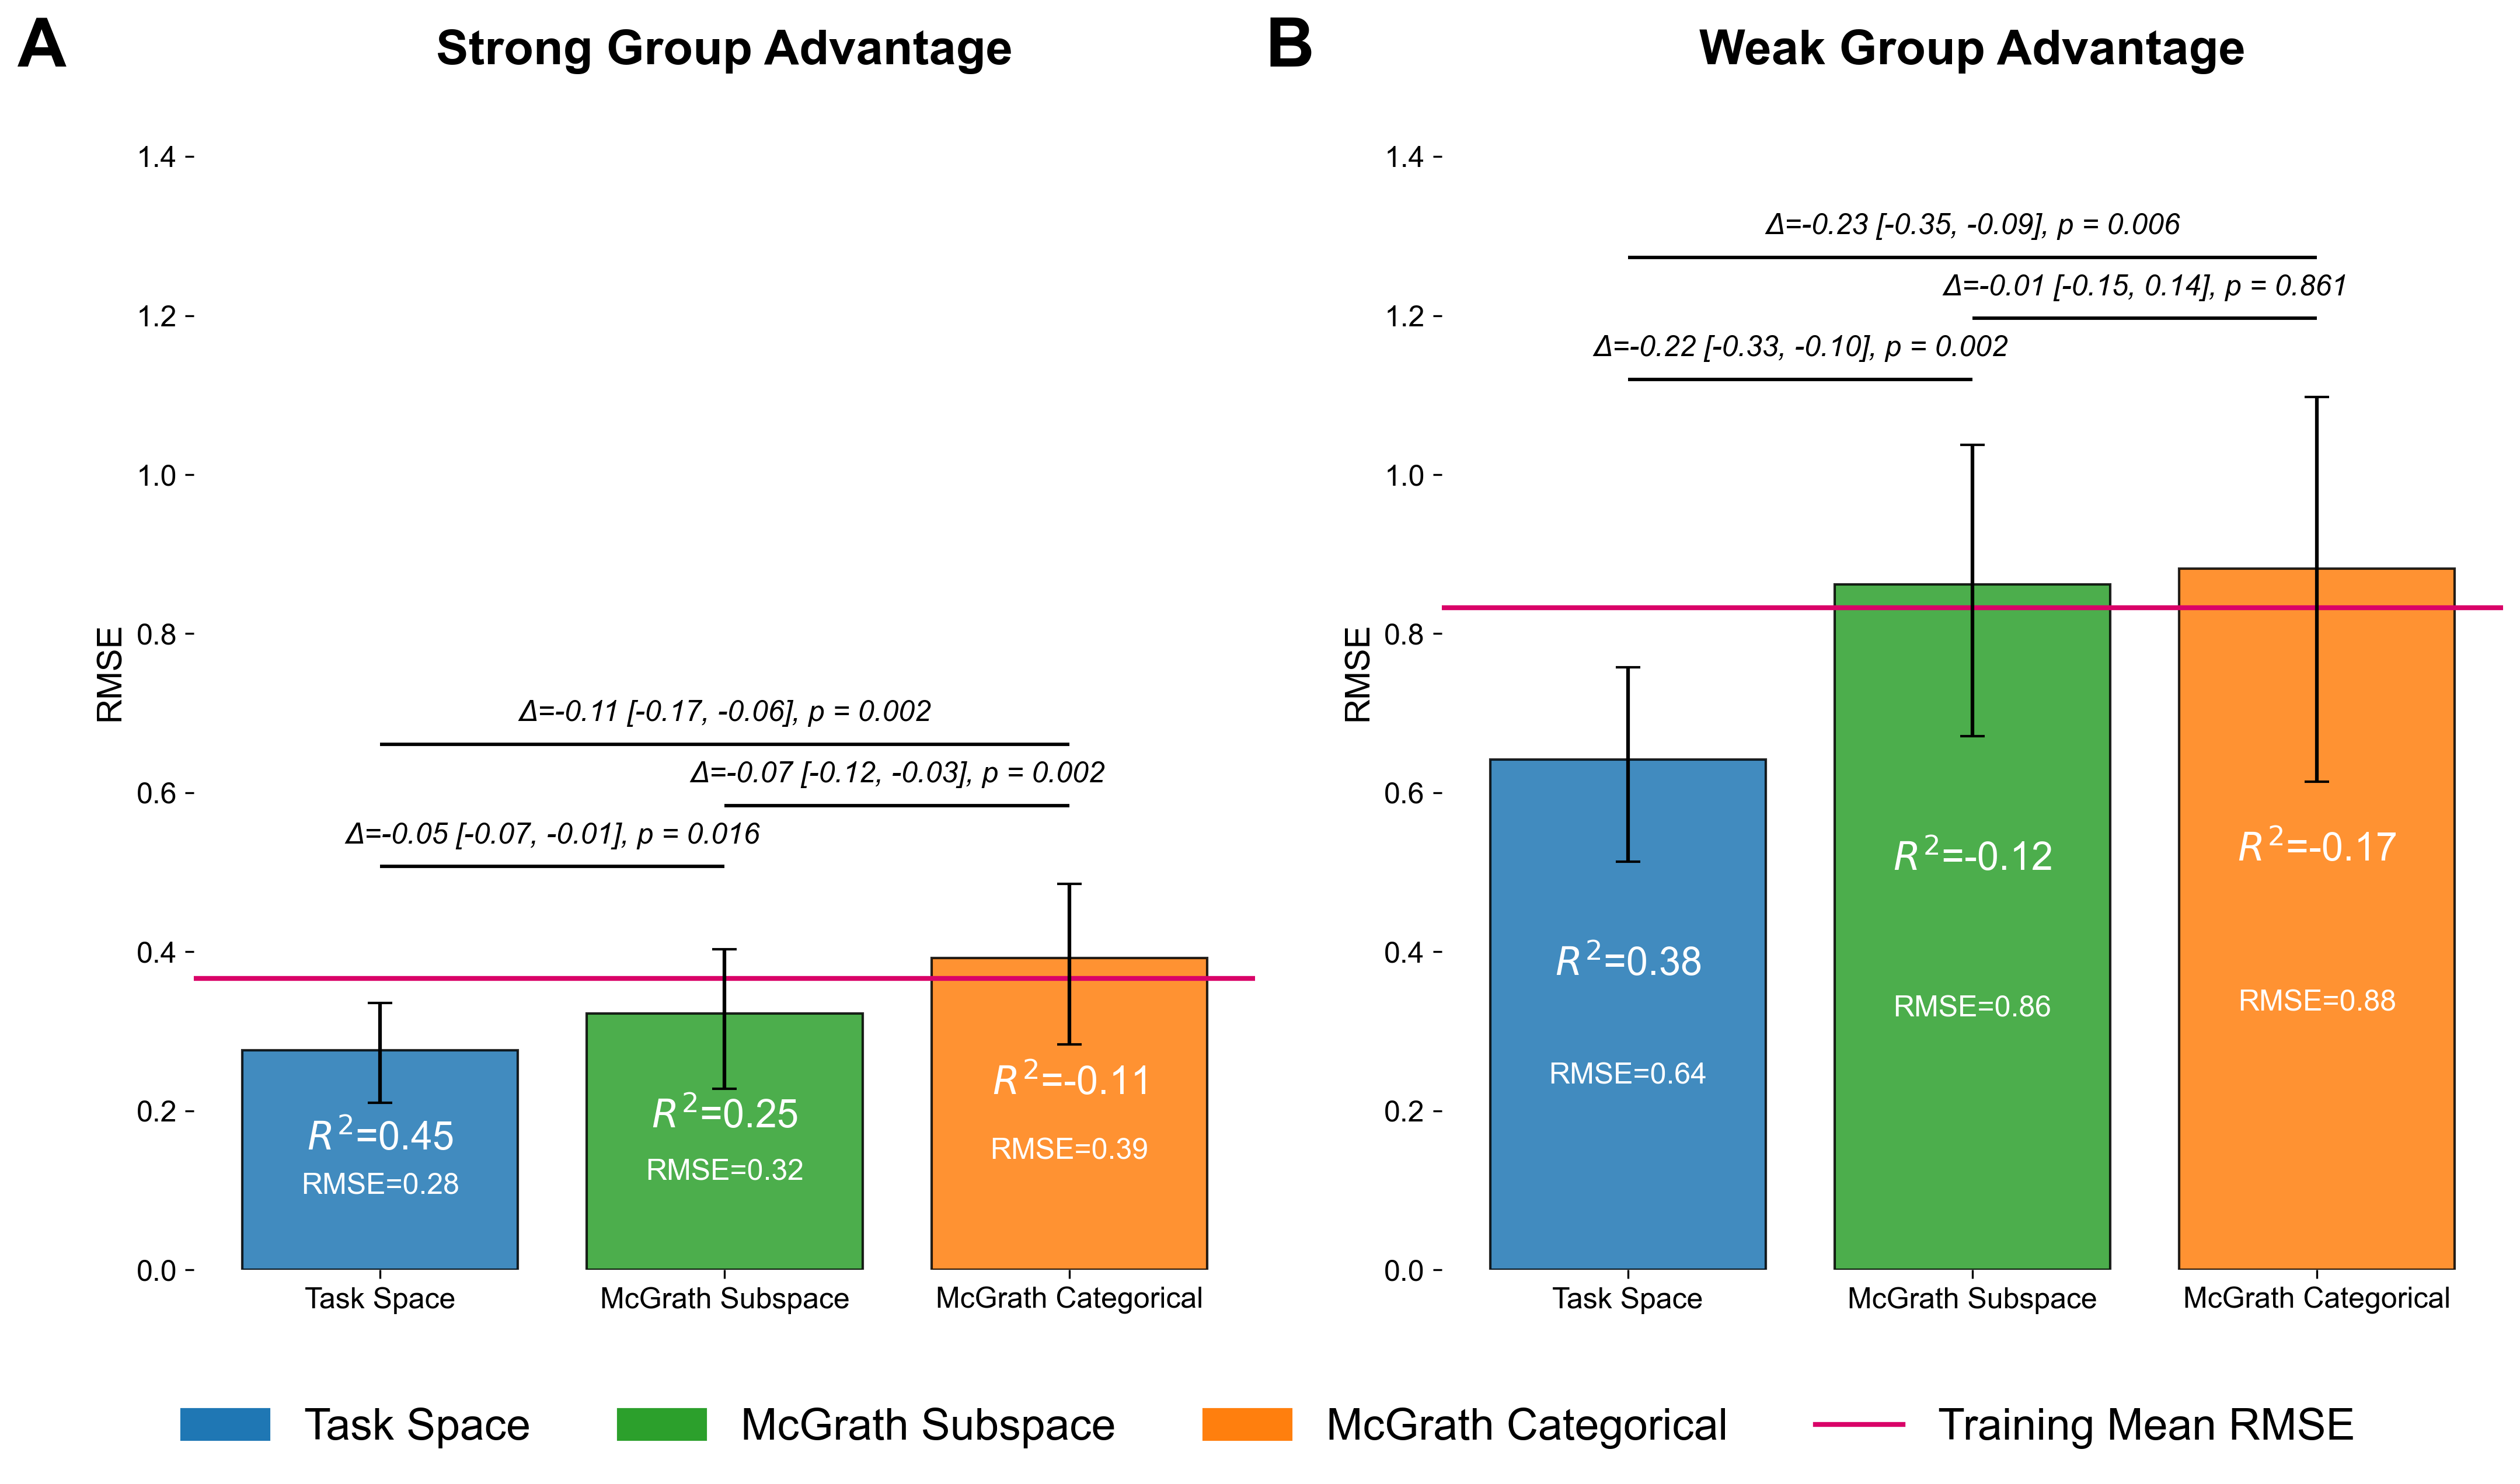 A
Strong Group Advantage
RMSE
1.4
1.2
1.0
0.8
0.6
0.4
0.2
0.0
Δ=-0.11 [-0.17, -0.06], p = 0.002
Δ=-0.07 [-0.12, -0.03], p = 0.002
Δ=-0.05 [-0.07, -0.01], p = 0.016
R²=0.45
RMSE=0.28
R²=0.25
RMSE=0.32
R²=-0.11
RMSE=0.39
Task Space
McGrath Subspace
McGrath Categorical
B
Weak Group Advantage
RMSE
1.4
1.2
1.0
0.8
0.6
0.4
0.2
0.0
Δ=-0.23 [-0.35, -0.09], p = 0.006
Δ=-0.01 [-0.15, 0.14], p = 0.861
Δ=-0.22 [-0.33, -0.10], p = 0.002
R²=0.38
RMSE=0.64
R²=-0.12
RMSE=0.86
R²=-0.17
RMSE=0.88
Task Space
McGrath Subspace
McGrath Categorical
Task Space
McGrath Subspace
McGrath Categorical
Training Mean RMSE